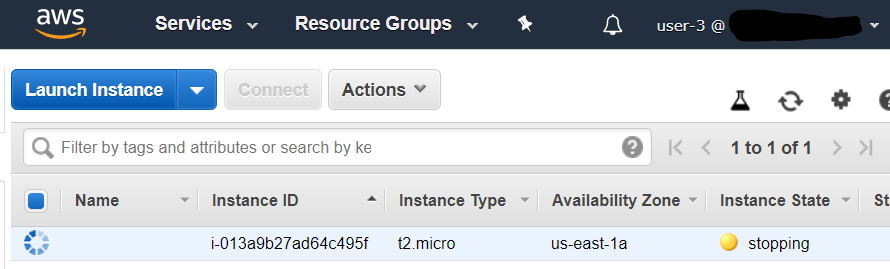 aws Services Resource Groups user-3 @
Launch Instance Connect Actions
Filter by tags and attributes or search by ke ? 1 to 1 of 1
Name Instance ID Instance Type Availability Zone Instance State St
i-013a9b27ad64c495f t2.micro us-east-1a stopping